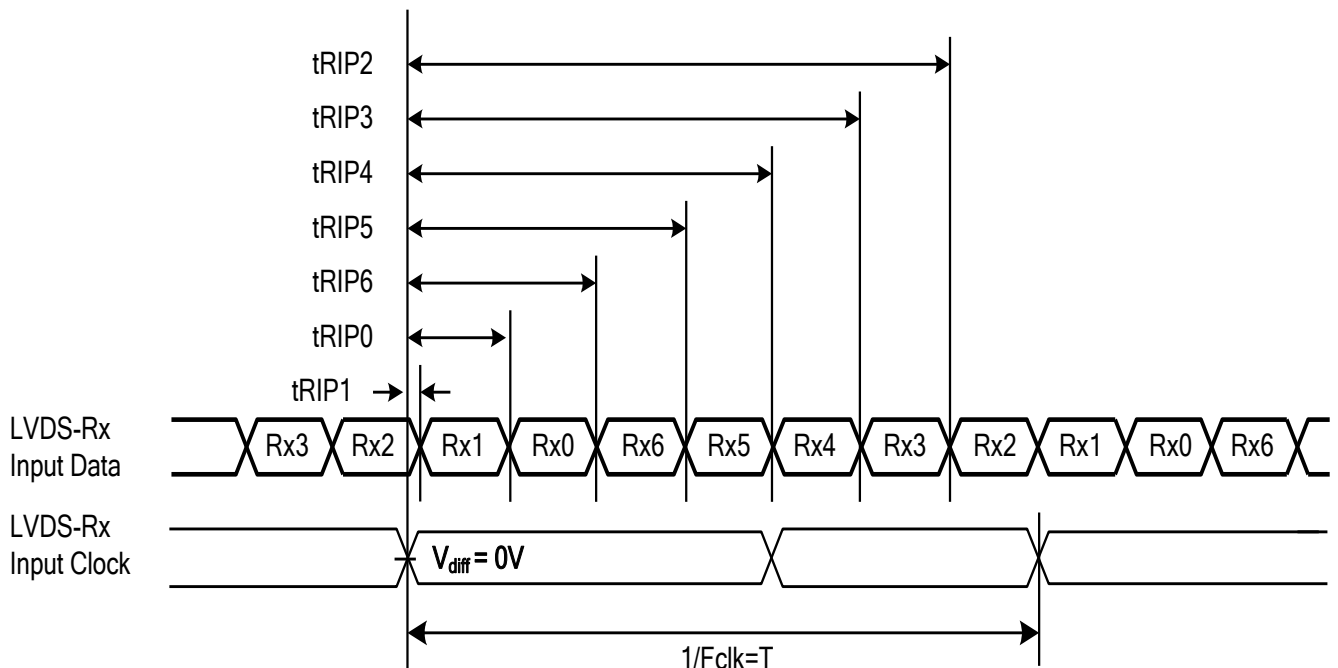 tRIP2
tRIP3
tRIP4
tRIP5
tRIP6
tRIP0
tRIP1
LVDS-Rx
Input Data
Rx3 Rx2 Rx1 Rx0 Rx6 Rx5 Rx4 Rx3 Rx2 Rx1 Rx0 Rx6
LVDS-Rx
Input Clock
Vdiff = 0V
1/Fclk=T